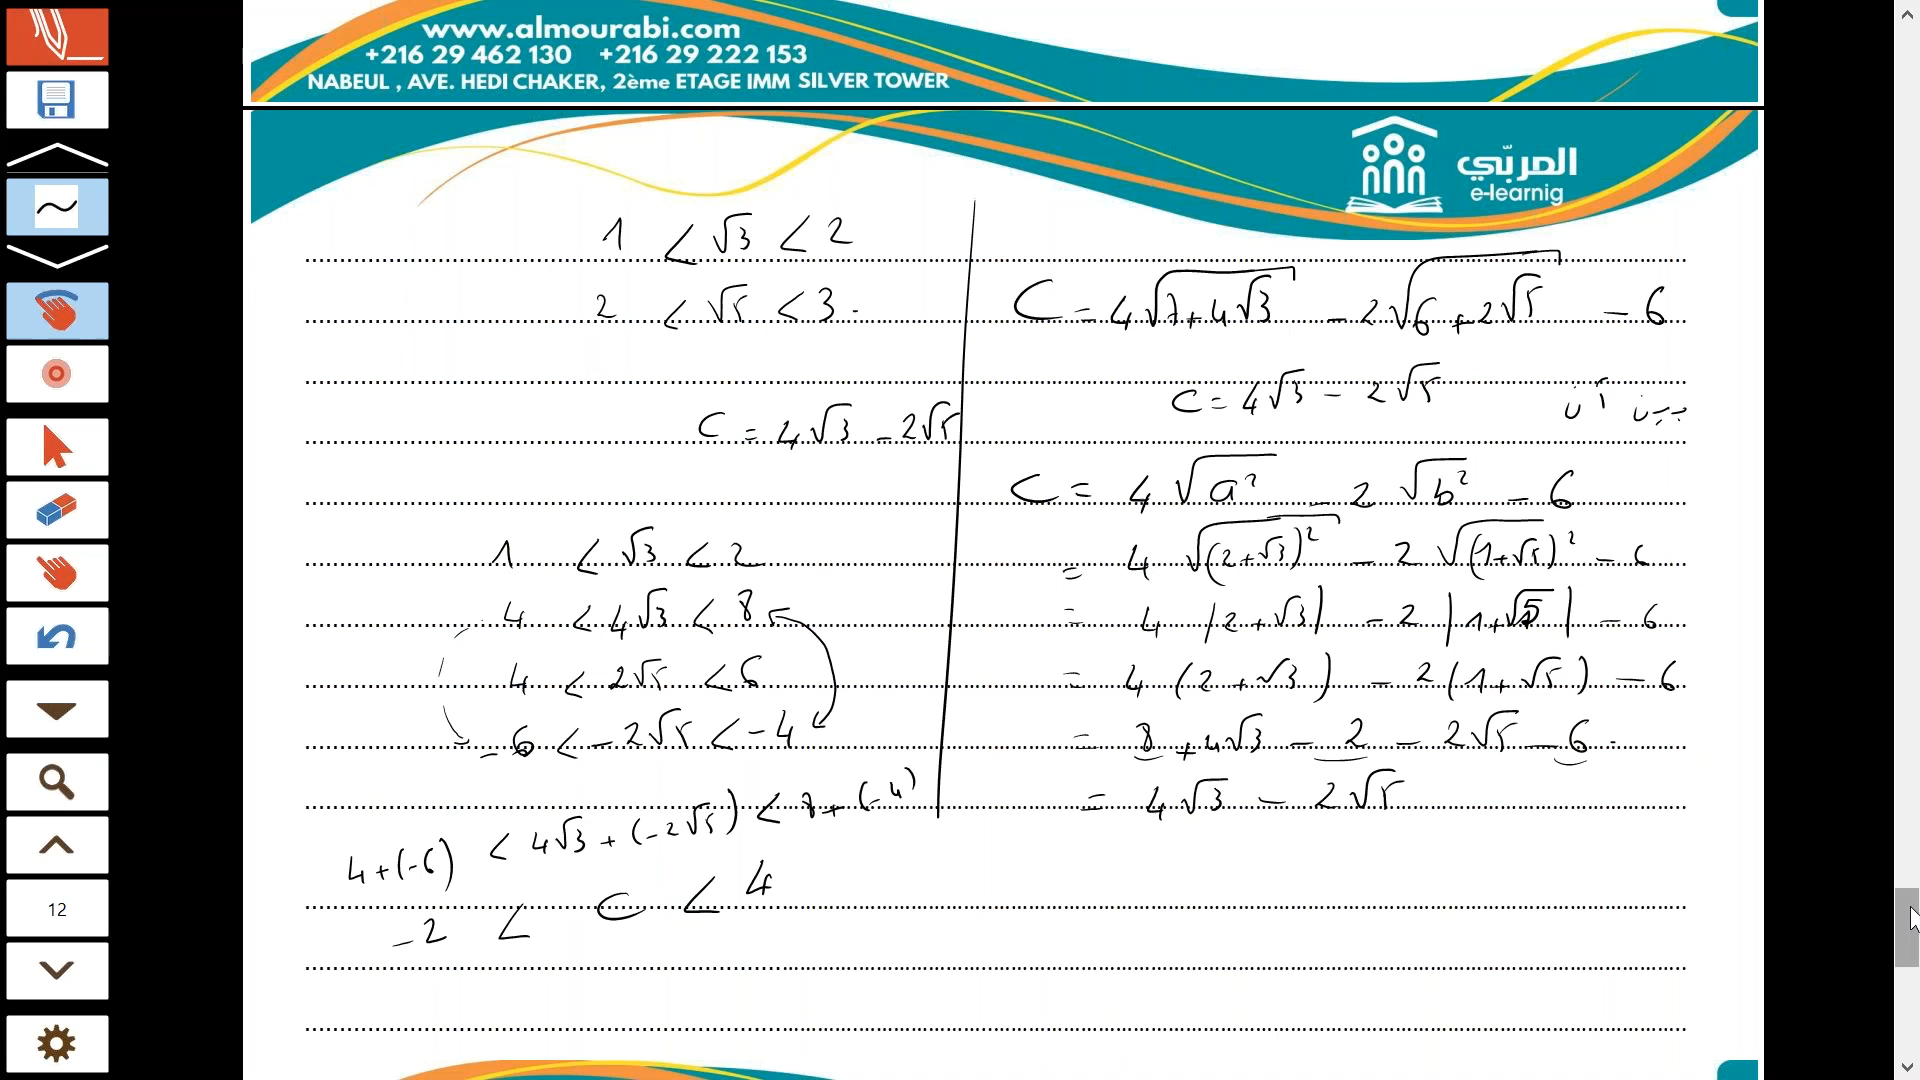 www.almourabi.com
+216 29 462 130 +216 29 222 153
NABEUL , AVE. HEDI CHAKER, 2ème ETAGE IMM SILVER TOWER
المربّي
e-learnig
1 < √3 < 2
2 < √5 < 3
C = 4√3 - 2√5
1 < √3 < 2
4 < 4√3 < 8
4 < 2√5 < 6
-6 < -2√5 < -4
4+(-6) < 4√3 + (-2√5) < 8+(-4)
-2 < C < 4
C = 4√(7+4√3) - 2√(6+2√5) - 6
C = 4√3 - 2√5 بين أن
C = 4√(a²) - 2√(b²) - 6
= 4√((2+√3)²) - 2√((1+√5)²) - 6
= 4|2+√3| - 2|1+√5| - 6
= 4(2+√3) - 2(1+√5) - 6
= 8 + 4√3 - 2 - 2√5 - 6
= 4√3 - 2√5
12